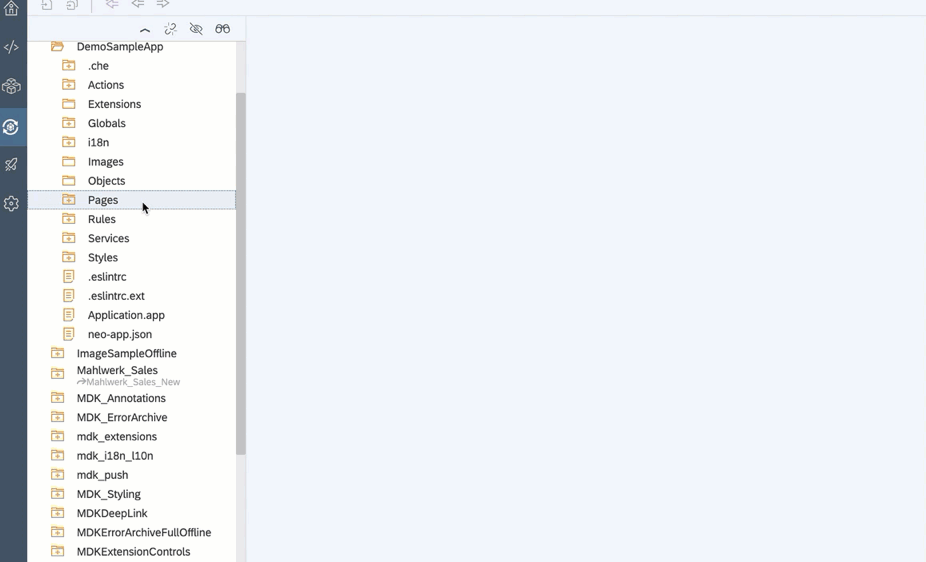 DemoSampleApp
.che
Actions
Extensions
Globals
i18n
Images
Objects
Pages
Rules
Services
Styles
.eslintrc
.eslintrc.ext
Application.app
neo-app.json
ImageSampleOffline
Mahlwerk_Sales
Mahlwerk_Sales_New
MDK_Annotations
MDK_ErrorArchive
mdk_extensions
mdk_i18n_l10n
mdk_push
MDK_Styling
MDKDeepLink
MDKErrorArchiveFullOffline
MDKExtensionControls